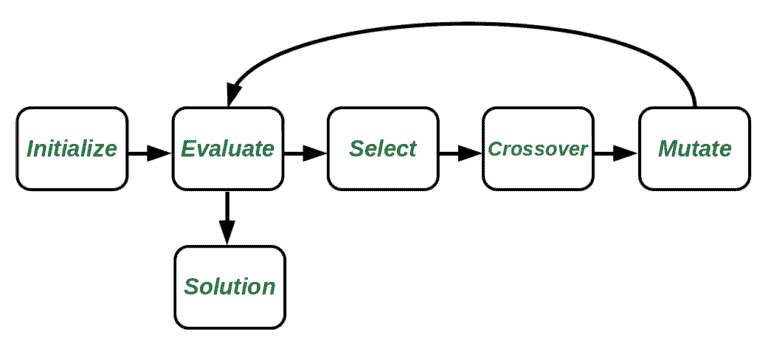 Initialize
Evaluate
Select
Crossover
Mutate
Solution